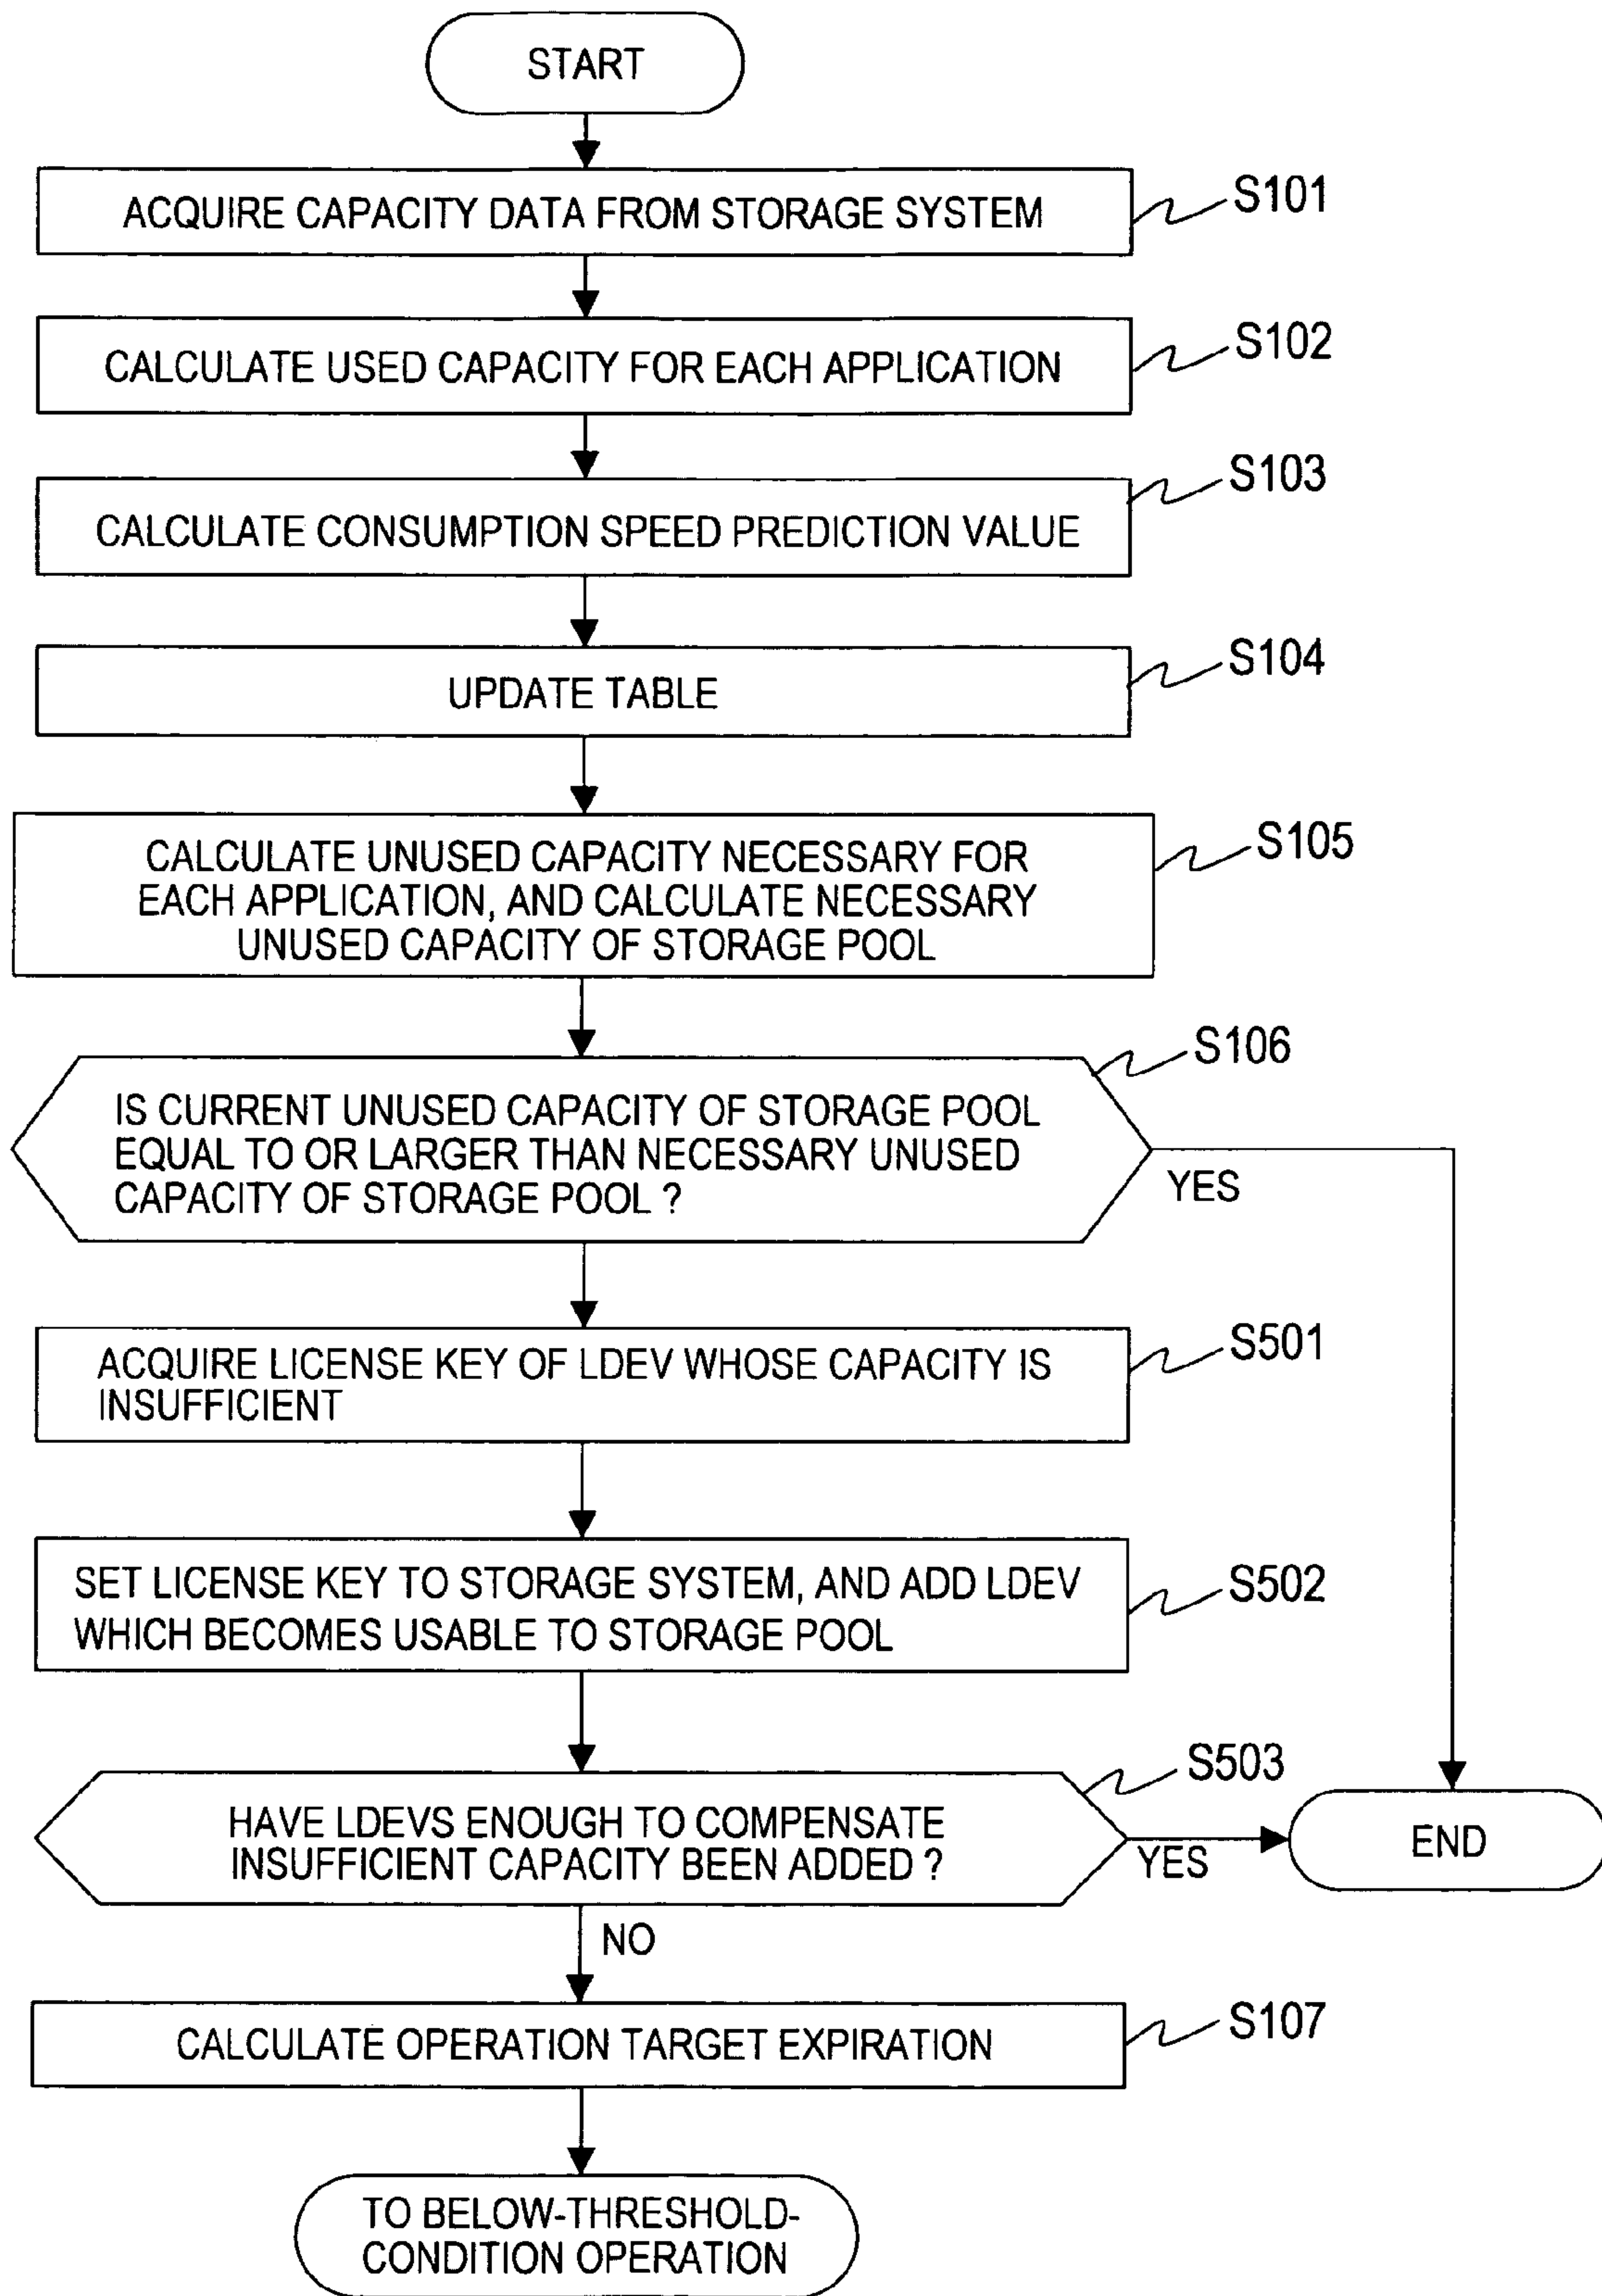 START
ACQUIRE CAPACITY DATA FROM STORAGE SYSTEM
S101
CALCULATE USED CAPACITY FOR EACH APPLICATION
S102
CALCULATE CONSUMPTION SPEED PREDICTION VALUE
S103
UPDATE TABLE
S104
CALCULATE UNUSED CAPACITY NECESSARY FOR
EACH APPLICATION, AND CALCULATE NECESSARY
UNUSED CAPACITY OF STORAGE POOL
S105
IS CURRENT UNUSED CAPACITY OF STORAGE POOL
EQUAL TO OR LARGER THAN NECESSARY UNUSED
CAPACITY OF STORAGE POOL ?
S106
YES
ACQUIRE LICENSE KEY OF LDEV WHOSE CAPACITY IS
INSUFFICIENT
S501
SET LICENSE KEY TO STORAGE SYSTEM, AND ADD LDEV
WHICH BECOMES USABLE TO STORAGE POOL
S502
HAVE LDEVS ENOUGH TO COMPENSATE
INSUFFICIENT CAPACITY BEEN ADDED ?
S503
YES
END
NO
CALCULATE OPERATION TARGET EXPIRATION
S107
TO BELOW-THRESHOLD-
CONDITION OPERATION